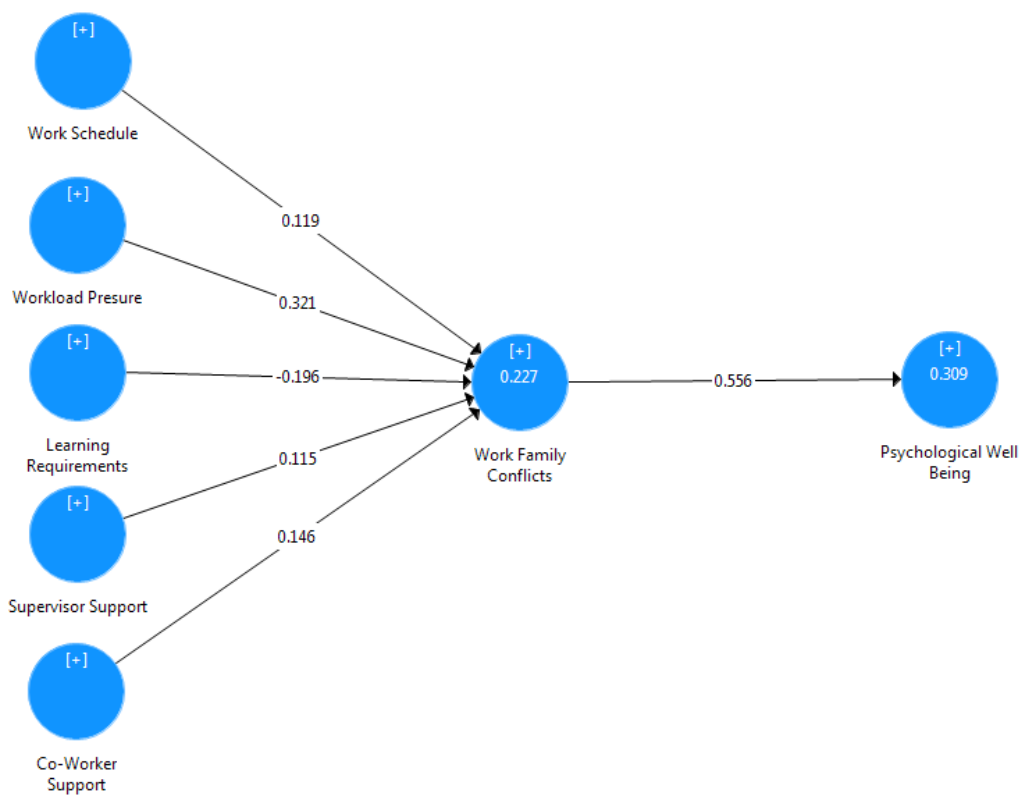 [+]
Work Schedule
0.119
[+]
Workload Presure
0.321
[+]
Learning
Requirements
-0.196
[+]
Supervisor Support
0.115
[+]
Co-Worker
Support
0.146
[+]
0.227
Work Family
Conflicts
0.556
[+]
0.309
Psychological Well
Being